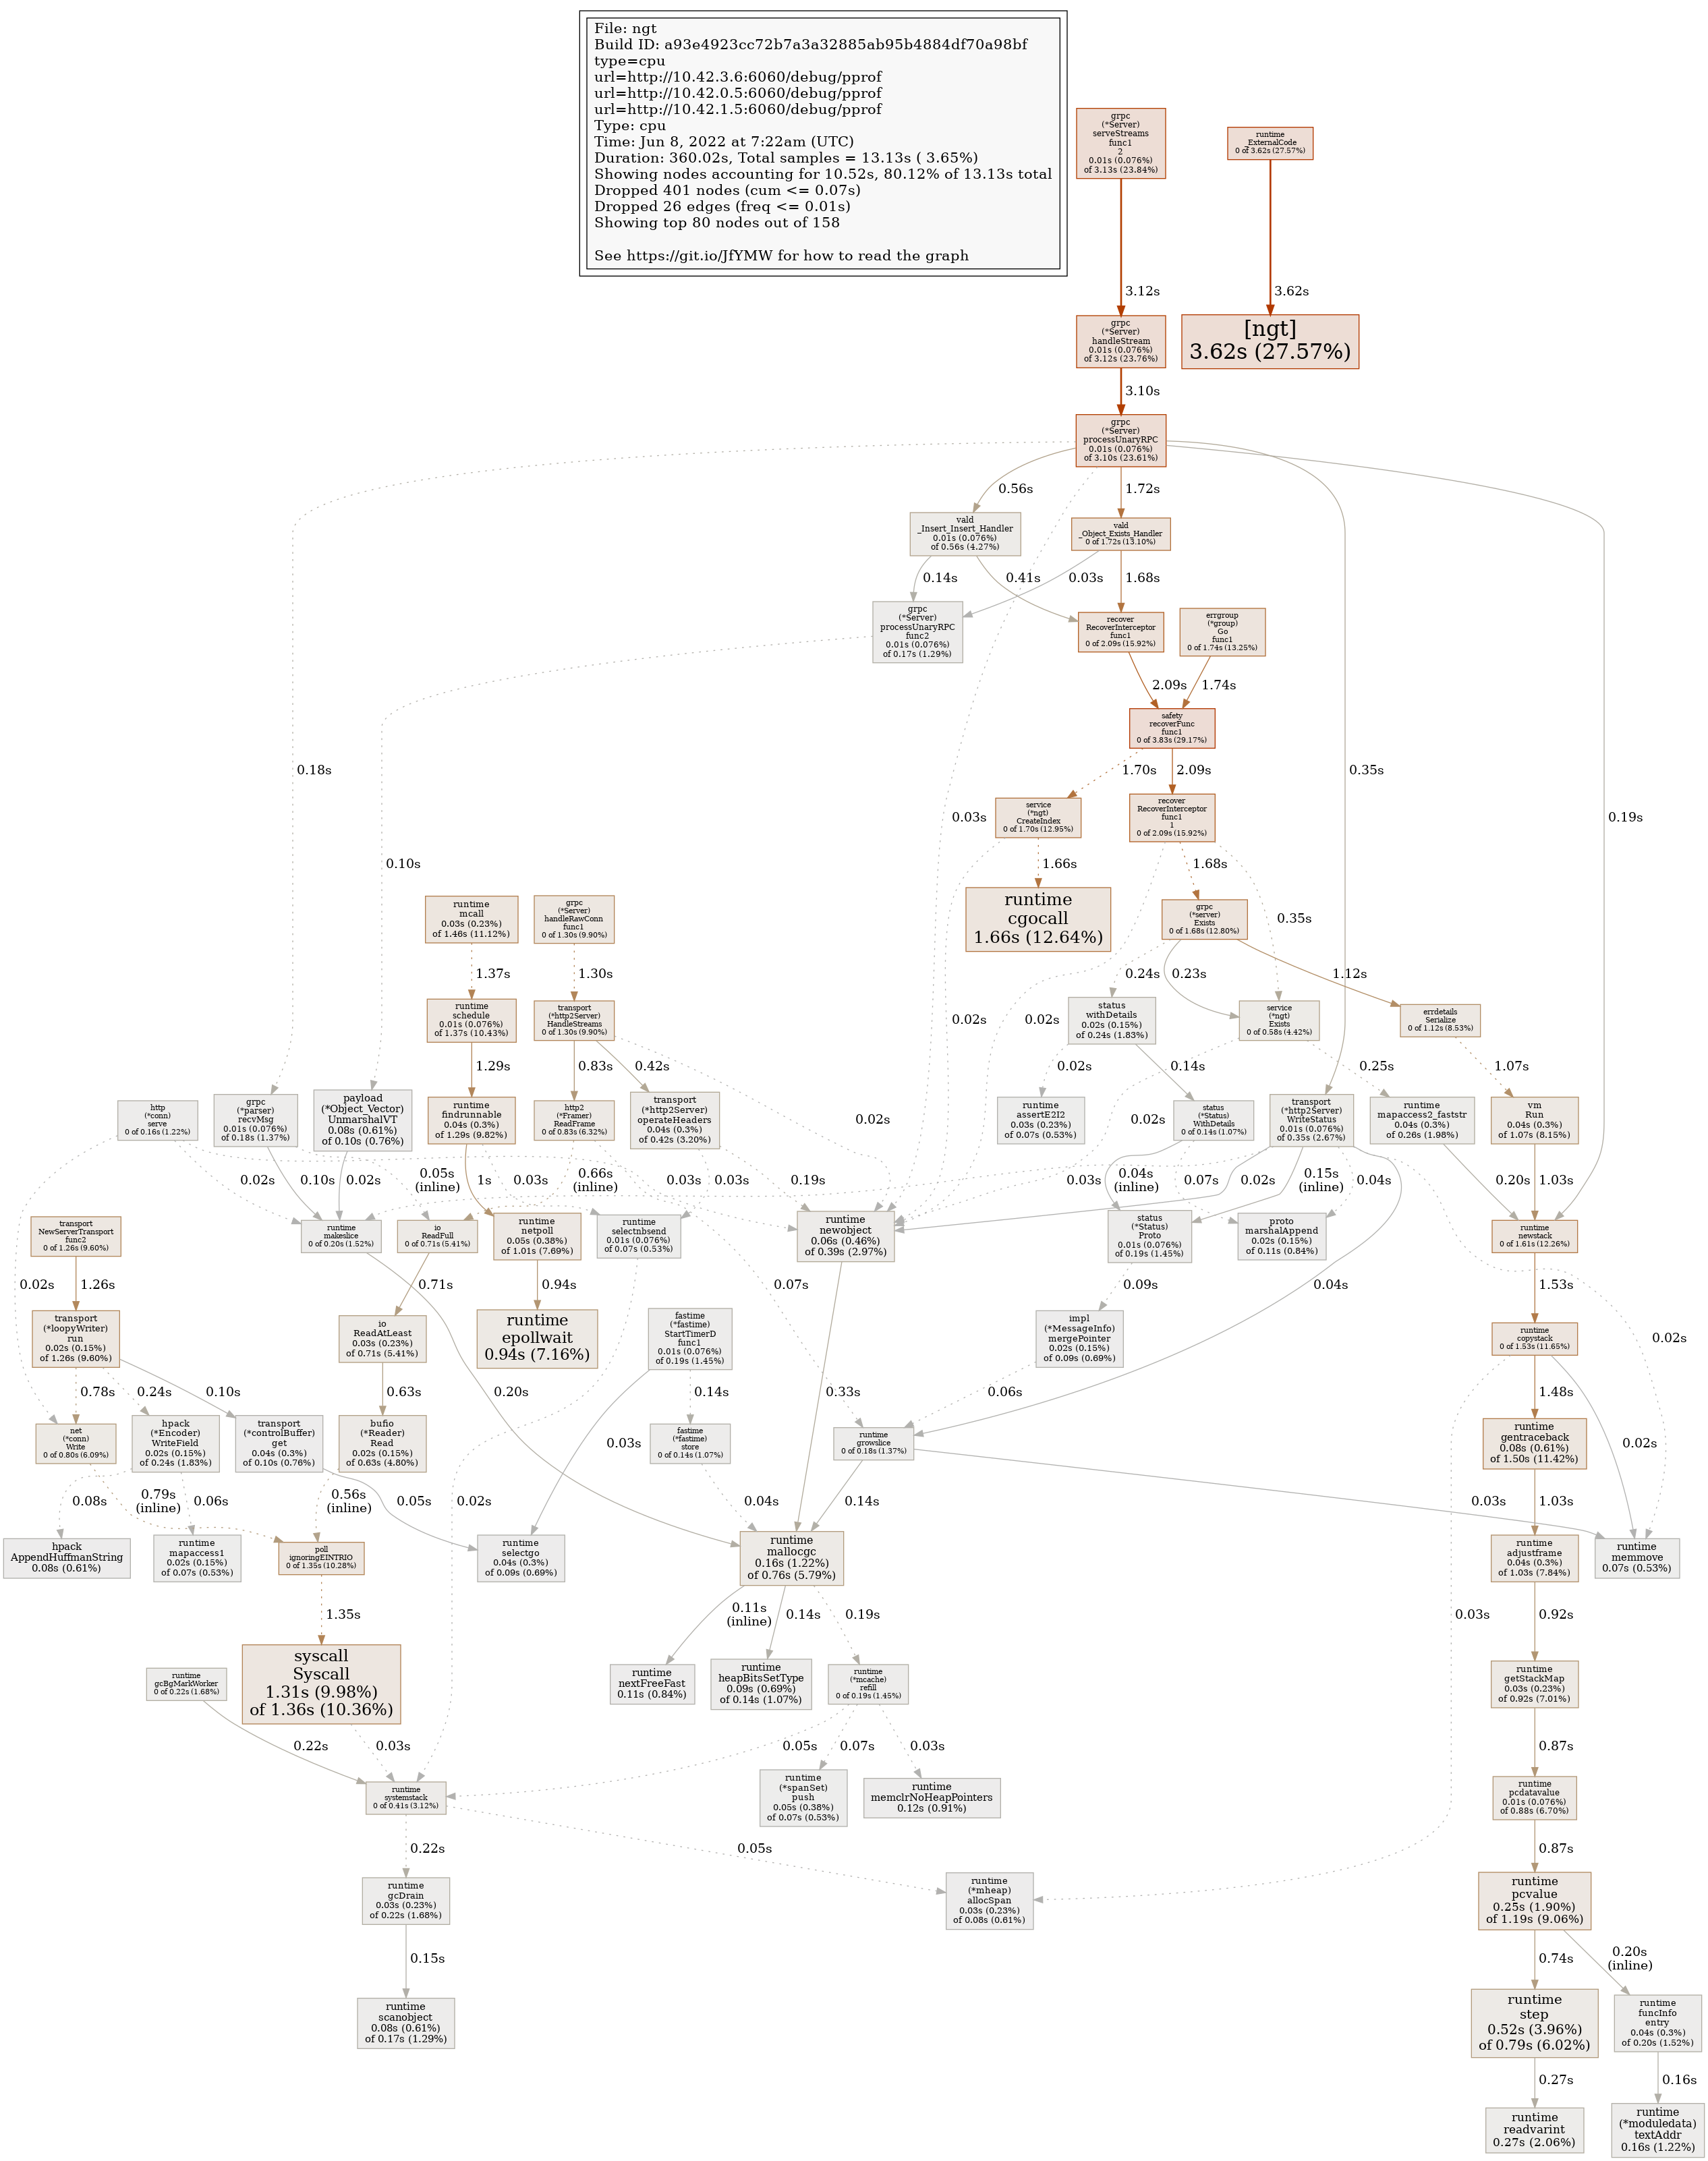 File: ngt
Build ID: a93e4923cc72b7a3a32885ab95b4884df70a98bf
type=cpu
url=http://10.42.3.6:6060/debug/pprof
url=http://10.42.0.5:6060/debug/pprof
url=http://10.42.1.5:6060/debug/pprof
Type: cpu
Time: Jun 8, 2022 at 7:22am (UTC)
Duration: 360.02s, Total samples = 13.13s ( 3.65%)
Showing nodes accounting for 10.52s, 80.12% of 13.13s total
Dropped 401 nodes (cum <= 0.07s)
Dropped 26 edges (freq <= 0.01s)
Showing top 80 nodes out of 158
See https://git.io/JfYMW for how to read the graph
grpc
(*Server)
serveStreams
func1
2
0.01s (0.076%)
of 3.13s (23.84%)
runtime
_ExternalCode
0 of 3.62s (27.57%)
3.12s
3.62s
grpc
(*Server)
handleStream
0.01s (0.076%)
of 3.12s (23.76%)
[ngt]
3.62s (27.57%)
3.10s
grpc
(*Server)
processUnaryRPC
0.01s (0.076%)
of 3.10s (23.61%)
0.56s
1.72s
vald
_Insert_Insert_Handler
0.01s (0.076%)
of 0.56s (4.27%)
vald
_Object_Exists_Handler
0 of 1.72s (13.10%)
0.14s
0.41s
0.03s
1.68s
grpc
(*Server)
processUnaryRPC
func2
0.01s (0.076%)
of 0.17s (1.29%)
recover
RecoverInterceptor
func1
0 of 2.09s (15.92%)
errgroup
(*group)
Go
func1
0 of 1.74s (13.25%)
2.09s
1.74s
safety
recoverFunc
func1
0 of 3.83s (29.17%)
0.18s
1.70s
2.09s
0.35s
0.03s
0.19s
service
(*ngt)
CreateIndex
0 of 1.70s (12.95%)
recover
RecoverInterceptor
func1
1
0 of 2.09s (15.92%)
0.10s
1.66s
1.68s
0.35s
runtime
mcall
0.03s (0.23%)
of 1.46s (11.12%)
grpc
(*Server)
handleRawConn
func1
0 of 1.30s (9.90%)
runtime
cgocall
1.66s (12.64%)
grpc
(*server)
Exists
0 of 1.68s (12.80%)
1.37s
1.30s
0.24s
0.23s
1.12s
runtime
schedule
0.01s (0.076%)
of 1.37s (10.43%)
transport
(*http2Server)
HandleStreams
0 of 1.30s (9.90%)
0.02s
0.02s
status
withDetails
0.02s (0.15%)
of 0.24s (1.83%)
service
(*ngt)
Exists
0 of 0.58s (4.42%)
errdetails
Serialize
0 of 1.12s (8.53%)
1.29s
0.83s
0.42s
0.02s
0.14s
0.25s
1.07s
http
(*conn)
serve
0 of 0.16s (1.22%)
grpc
(*parser)
recvMsg
0.01s (0.076%)
of 0.18s (1.37%)
payload
(*Object_Vector)
UnmarshalVT
0.08s (0.61%)
of 0.10s (0.76%)
runtime
findrunnable
0.04s (0.3%)
of 1.29s (9.82%)
http2
(*Framer)
ReadFrame
0 of 0.83s (6.32%)
transport
(*http2Server)
operateHeaders
0.04s (0.3%)
of 0.42s (3.20%)
0.02s
runtime
assertE2I2
0.03s (0.23%)
of 0.07s (0.53%)
0.02s
status
(*Status)
WithDetails
0 of 0.14s (1.07%)
transport
(*http2Server)
WriteStatus
0.01s (0.076%)
of 0.35s (2.67%)
runtime
mapaccess2_faststr
0.04s (0.3%)
of 0.26s (1.98%)
vm
Run
0.04s (0.3%)
of 1.07s (8.15%)
0.02s
0.10s
0.02s
0.05s
(inline)
1s
0.03s
0.66s
(inline)
0.03s
0.03s
0.19s
0.03s
0.04s
(inline)
0.07s
0.02s
0.15s
(inline)
0.04s
0.20s
1.03s
transport
NewServerTransport
func2
0 of 1.26s (9.60%)
runtime
makeslice
0 of 0.20s (1.52%)
io
ReadFull
0 of 0.71s (5.41%)
runtime
netpoll
0.05s (0.38%)
of 1.01s (7.69%)
runtime
selectnbsend
0.01s (0.076%)
of 0.07s (0.53%)
runtime
newobject
0.06s (0.46%)
of 0.39s (2.97%)
status
(*Status)
Proto
0.01s (0.076%)
of 0.19s (1.45%)
proto
marshalAppend
0.02s (0.15%)
of 0.11s (0.84%)
runtime
newstack
0 of 1.61s (12.26%)
0.02s
1.26s
0.71s
0.94s
0.07s
0.09s
0.04s
1.53s
transport
(*loopyWriter)
run
0.02s (0.15%)
of 1.26s (9.60%)
io
ReadAtLeast
0.03s (0.23%)
of 0.71s (5.41%)
runtime
epollwait
0.94s (7.16%)
fastime
(*fastime)
StartTimerD
func1
0.01s (0.076%)
of 0.19s (1.45%)
impl
(*MessageInfo)
mergePointer
0.02s (0.15%)
of 0.09s (0.69%)
0.02s
runtime
copystack
0 of 1.53s (11.65%)
0.78s
0.24s
0.10s
0.63s
0.20s
0.14s
0.33s
0.06s
1.48s
net
(*conn)
Write
0 of 0.80s (6.09%)
hpack
(*Encoder)
WriteField
0.02s (0.15%)
of 0.24s (1.83%)
transport
(*controlBuffer)
get
0.04s (0.3%)
of 0.10s (0.76%)
bufio
(*Reader)
Read
0.02s (0.15%)
of 0.63s (4.80%)
0.03s
fastime
(*fastime)
store
0 of 0.14s (1.07%)
runtime
growslice
0 of 0.18s (1.37%)
runtime
gentraceback
0.08s (0.61%)
of 1.50s (11.42%)
0.02s
0.08s
0.79s
(inline)
0.06s
0.56s
(inline)
0.05s
0.02s
0.04s
0.14s
0.03s
1.03s
hpack
AppendHuffmanString
0.08s (0.61%)
runtime
mapaccess1
0.02s (0.15%)
of 0.07s (0.53%)
poll
ignoringEINTRIO
0 of 1.35s (10.28%)
runtime
selectgo
0.04s (0.3%)
of 0.09s (0.69%)
runtime
mallocgc
0.16s (1.22%)
of 0.76s (5.79%)
runtime
adjustframe
0.04s (0.3%)
of 1.03s (7.84%)
runtime
memmove
0.07s (0.53%)
1.35s
0.11s
(inline)
0.14s
0.19s
0.03s
0.92s
runtime
gcBgMarkWorker
0 of 0.22s (1.68%)
syscall
Syscall
1.31s (9.98%)
of 1.36s (10.36%)
runtime
nextFreeFast
0.11s (0.84%)
runtime
heapBitsSetType
0.09s (0.69%)
of 0.14s (1.07%)
runtime
(*mcache)
refill
0 of 0.19s (1.45%)
runtime
getStackMap
0.03s (0.23%)
of 0.92s (7.01%)
0.22s
0.03s
0.05s
0.07s
0.03s
0.87s
runtime
systemstack
0 of 0.41s (3.12%)
runtime
(*spanSet)
push
0.05s (0.38%)
of 0.07s (0.53%)
runtime
memclrNoHeapPointers
0.12s (0.91%)
runtime
pcdatavalue
0.01s (0.076%)
of 0.88s (6.70%)
0.22s
0.05s
0.87s
runtime
gcDrain
0.03s (0.23%)
of 0.22s (1.68%)
runtime
(*mheap)
allocSpan
0.03s (0.23%)
of 0.08s (0.61%)
runtime
pcvalue
0.25s (1.90%)
of 1.19s (9.06%)
0.15s
0.74s
0.20s
(inline)
runtime
scanobject
0.08s (0.61%)
of 0.17s (1.29%)
runtime
step
0.52s (3.96%)
of 0.79s (6.02%)
runtime
funcInfo
entry
0.04s (0.3%)
of 0.20s (1.52%)
0.27s
0.16s
runtime
readvarint
0.27s (2.06%)
runtime
(*moduledata)
textAddr
0.16s (1.22%)